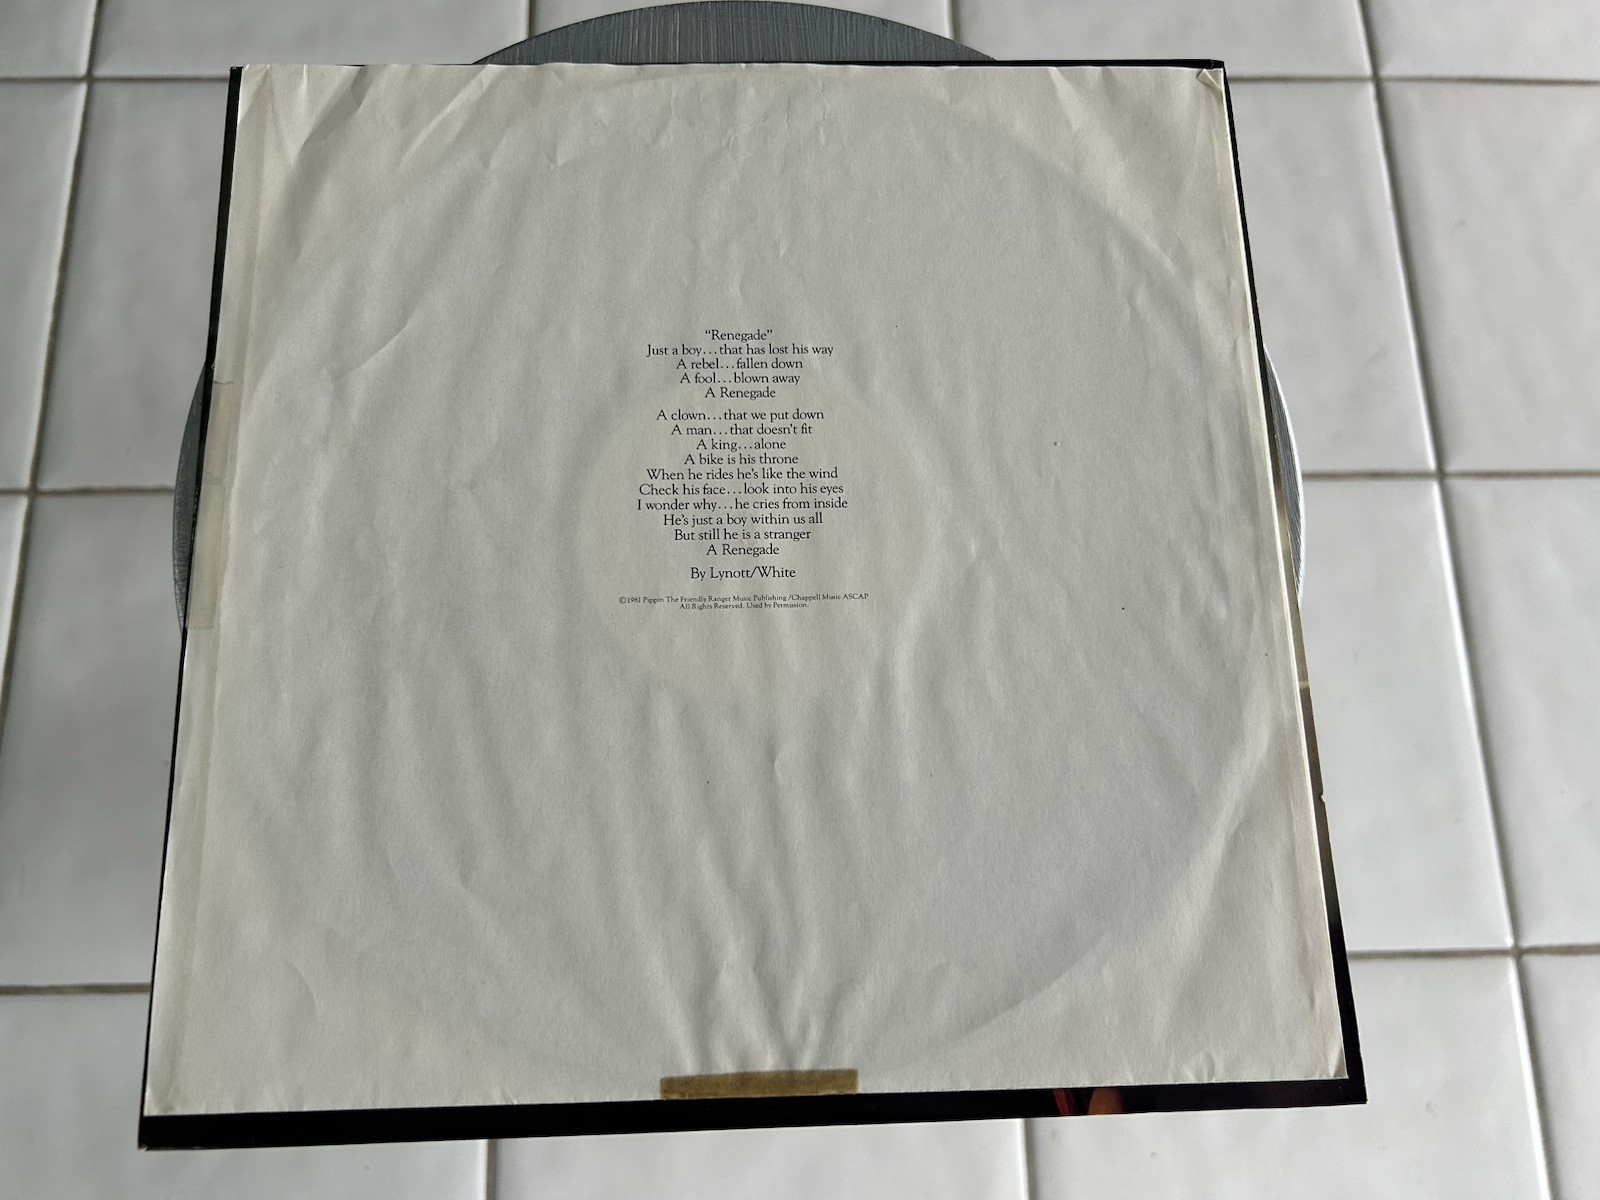 “Renegade”
Just a boy...that has lost his way
A rebel...fallen down
A fool...blown away
A Renegade
A clown...that we put down
A man...that doesn't fit
A king...alone
A bike is his throne
When he rides he's like the wind
Check his face...look into his eyes
I wonder why...he cries from inside
He's just a boy within us all
But still he is a stranger
A Renegade
By Lynott/White
©1981 Pippin The Friendly Ranger Music Publishing/Chappell Music ASCAP
All Rights Reserved. Used by Permission.